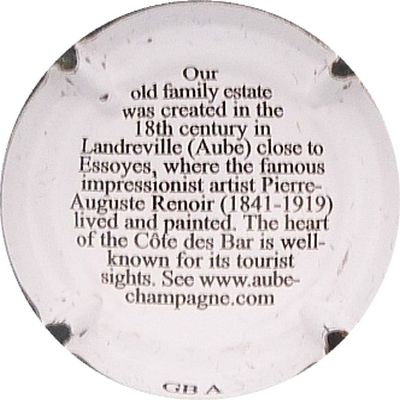 Our
old family estate
was created in the
18th century in
Landreville (Aube) close to
Essoyes, where the famous
impressionist artist Pierre-
Auguste Renoir (1841-1919)
lived and painted. The heart
of the Côte des Bar is well-
known for its tourist
sights. See www.aube-
champagne.com
GB A